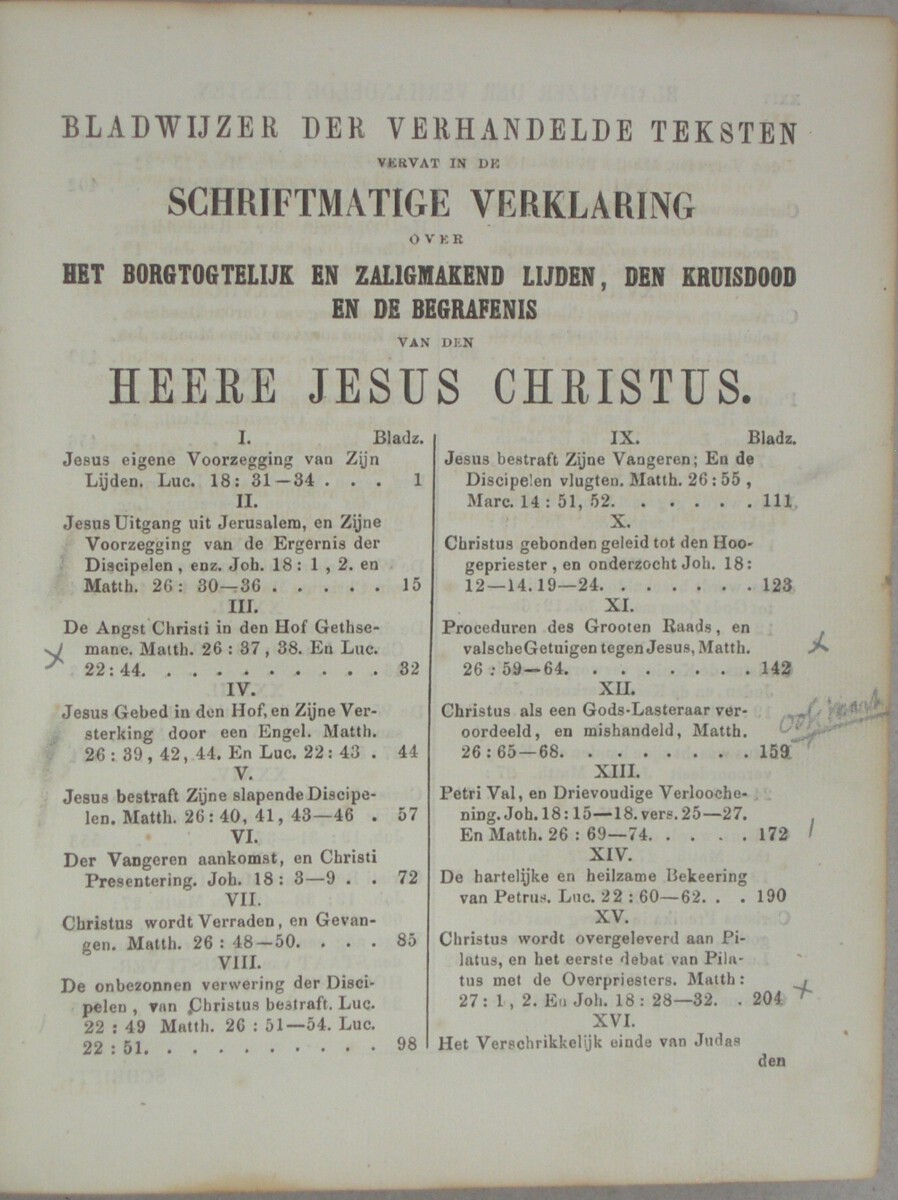 BLADWIJZER DER VERHANDELDE TEKSTEN
VERVAT IN DE
SCHRIFTMATIGE VERKLARING
OVER
HET BORGTOGTELIJK EN ZALIGMAKEND LIJDEN, DEN KRUISDOOD
EN DE BEGRAFENIS
VAN DEN
HEERE JESUS CHRISTUS.
I. Bladz.
Jesus eigene Voorzegging van Zijn
Lijden. Luc. 18: 31—34 . . . 1
II.
Jesus Uitgang uit Jerusalem, en Zijne
Voorzegging van de Ergernis der
Discipelen, enz. Joh. 18: 1, 2. en
Matth. 26: 30—36 . . . . . 15
III.
De Angst Christi in den Hof Gethse-
mane. Matth. 26: 37, 38. En Luc.
22: 44. . . . . . . . . . 32
IV.
Jesus Gebed in den Hof, en Zijne Ver-
sterking door een Engel. Matth.
26: 39, 42, 44. En Luc. 22: 43 . 44
V.
Jesus bestraft Zijne slapende Discipe-
len. Matth. 26: 40, 41, 43—46 . 57
VI.
Der Vangeren aankomst, en Christi
Presentering. Joh. 18: 3—9 . . 72
VII.
Christus wordt Verraden, en Gevan-
gen. Matth. 26: 48—50. . . . 85
VIII.
De onbezonnen verwering der Disci-
pelen, van Christus bestraft. Luc.
22: 49 Matth. 26: 51—54. Luc.
22: 51. . . . . . . . . . 98
IX. Bladz.
Jesus bestraft Zijne Vangeren; En de
Discipelen vlugten. Matth. 26: 55,
Marc. 14: 51, 52. . . . . . 111
X.
Christus gebonden geleid tot den Hoo-
gepriester, en onderzocht Joh. 18:
12—14. 19—24. . . . . . . 123
XI.
Proceduren des Grooten Raads, en
valsche Getuigen tegen Jesus, Matth.
26: 59—64. . . . . . . . 142
XII.
Christus als een Gods-Lasteraar ver-
oordeeld, en mishandeld, Matth.
26: 65—68. . . . . . . . 159
XIII.
Petri Val, en Drievoudige Verlooche-
ning. Joh. 18: 15—18. vers. 25—27.
En Matth. 26: 69—74. . . . . 172
XIV.
De hartelijke en heilzame Bekeering
van Petrus. Luc. 22: 60—62. . . 190
XV.
Christus wordt overgeleverd aan Pi-
latus, en het eerste debat van Pila-
tus met de Overpriesters. Matth:
27: 1, 2. En Joh. 18: 28—32. . 204
XVI.
Het Verschrikkelijk einde van Judas
den